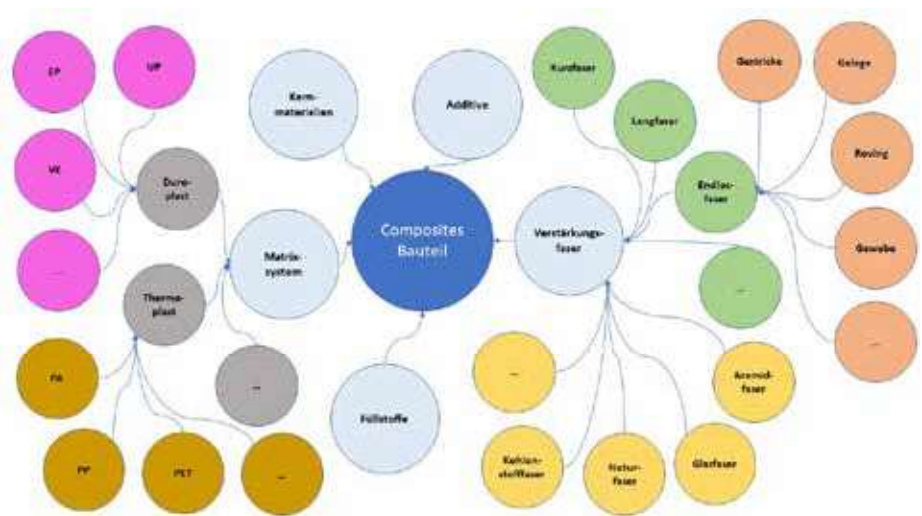 EP
UP
VE
...
Duro-
plast
Thermo-
plast
PA
PP
PET
...
...
Matrix-
system
Kern-
materialien
Additive
Composites
Bauteil
Füllstoffe
Verstärkungs-
faser
Kurzfaser
Langfaser
Endlos-
faser
...
Gestricke
Gelege
Roving
Gewebe
...
...
Kohlen-
stofffaser
Natur-
faser
Glasfaser
Aramid-
faser